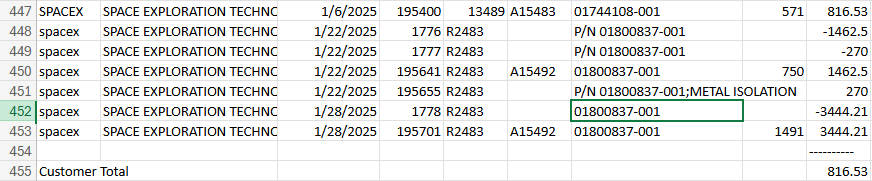 447 SPACEX SPACE EXPLORATION TECHNC 1/6/2025 195400 13489 A15483 01744108-001 571 816.53
448 spacex SPACE EXPLORATION TECHNC 1/22/2025 1776 R2483 P/N 01800837-001 -1462.5
449 spacex SPACE EXPLORATION TECHNC 1/22/2025 1777 R2483 P/N 01800837-001 -270
450 spacex SPACE EXPLORATION TECHNC 1/22/2025 195641 R2483 A15492 01800837-001 750 1462.5
451 spacex SPACE EXPLORATION TECHNC 1/22/2025 195655 R2483 P/N 01800837-001;METAL ISOLATION 270
452 spacex SPACE EXPLORATION TECHNC 1/28/2025 1778 R2483 01800837-001 -3444.21
453 spacex SPACE EXPLORATION TECHNC 1/28/2025 195701 R2483 A15492 01800837-001 1491 3444.21
454 ----------
455 Customer Total 816.53